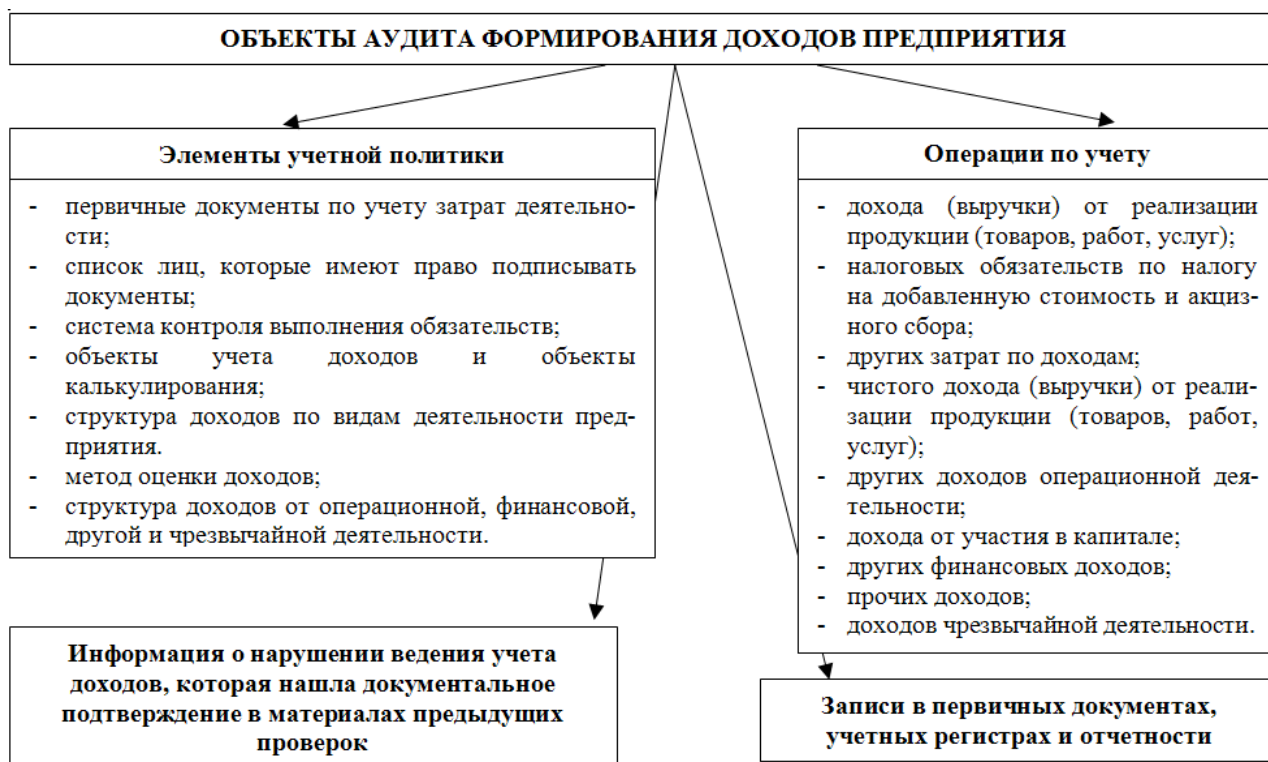 ОБЪЕКТЫ АУДИТА ФОРМИРОВАНИЯ ДОХОДОВ ПРЕДПРИЯТИЯ
Элементы учетной политики
- первичные документы по учету затрат деятельно-
сти;
- список лиц, которые имеют право подписывать
документы;
- система контроля выполнения обязательств;
- объекты учета доходов и объекты
калькулирования;
- структура доходов по видам деятельности пред-
приятия.
- метод оценки доходов;
- структура доходов от операционной, финансовой,
другой и чрезвычайной деятельности.
Операции по учету
- дохода (выручки) от реализации
продукции (товаров, работ, услуг);
- налоговых обязательств по налогу
на добавленную стоимость и акциз-
ного сбора;
- других затрат по доходам;
- чистого дохода (выручки) от реали-
зации продукции (товаров, работ,
услуг);
- других доходов операционной дея-
тельности;
- дохода от участия в капитале;
- других финансовых доходов;
- прочих доходов;
- доходов чрезвычайной деятельности.
Информация о нарушении ведения учета
доходов, которая нашла документальное
подтверждение в материалах предыдущих
проверок
Записи в первичных документах,
учетных регистрах и отчетности